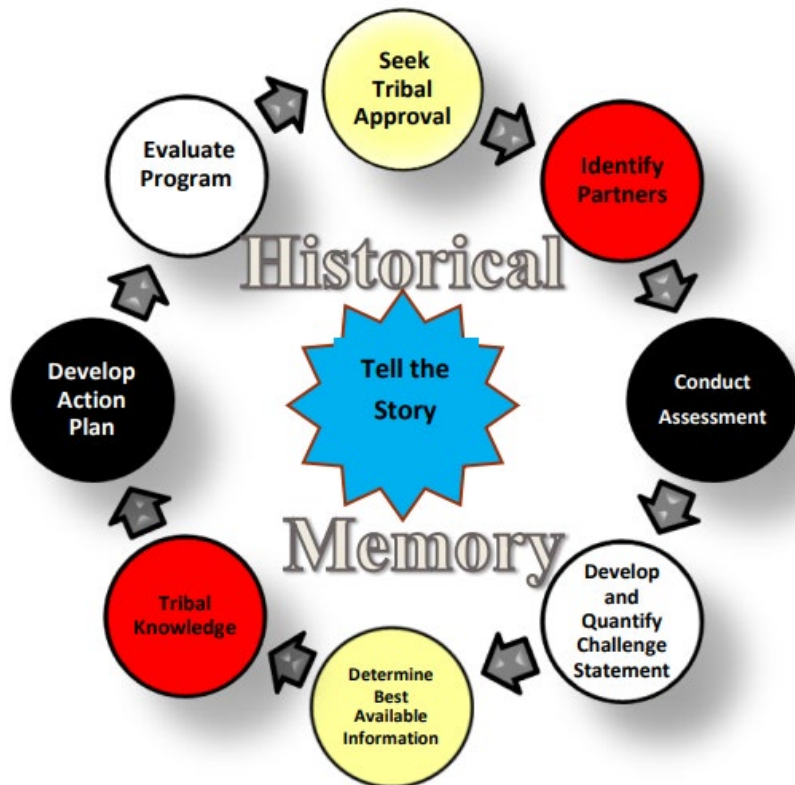 Seek
Tribal
Approval
Identify
Partners
Conduct
Assessment
Develop
and
Quantify
Challenge
Statement
Determine
Best
Available
Information
Tribal
Knowledge
Develop
Action
Plan
Evaluate
Program
Historical
Tell the
Story
Memory